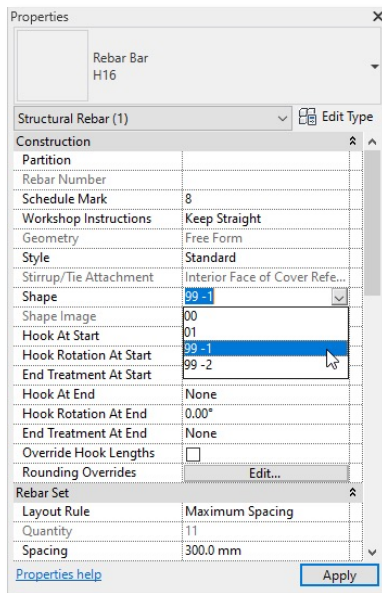 Properties
Rebar Bar
H16
Structural Rebar (1) Edit Type
Construction
Partition
Rebar Number
Schedule Mark 8
Workshop Instructions Keep Straight
Geometry Free Form
Style Standard
Stirrup/Tie Attachment Interior Face of Cover Refe...
Shape 99 -1
Shape Image 00
Hook At Start 01
Hook Rotation At Start 99 -1
End Treatment At Start 99 -2
Hook At End None
Hook Rotation At End 0.00°
End Treatment At End None
Override Hook Lengths
Rounding Overrides Edit...
Rebar Set
Layout Rule Maximum Spacing
Quantity 11
Spacing 300.0 mm
Properties help Apply